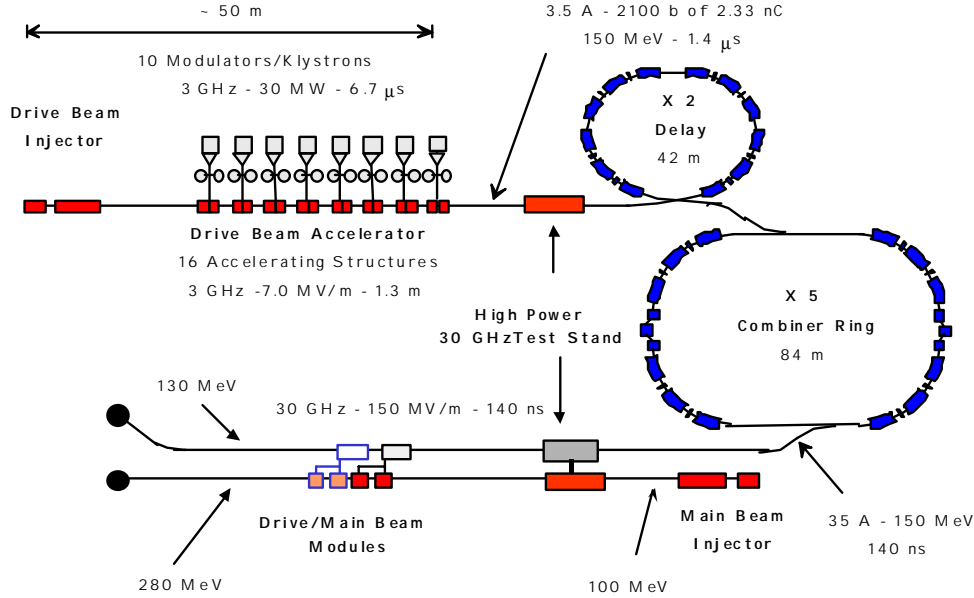 ~ 50 m
3.5 A - 2100 b of 2.33 nC
150 MeV - 1.4 μs
10 Modulators/Klystrons
3 GHz - 30 MW - 6.7 μs
Drive Beam
Injector
X 2
Delay
42 m
Drive Beam Accelerator
16 Accelerating Structures
3 GHz -7.0 MV/m - 1.3 m
High Power
30 GHzTest Stand
X 5
Combiner Ring
84 m
130 MeV
30 GHz - 150 MV/m - 140 ns
Drive/Main Beam
Modules
Main Beam
Injector
35 A - 150 MeV
140 ns
280 MeV
100 MeV